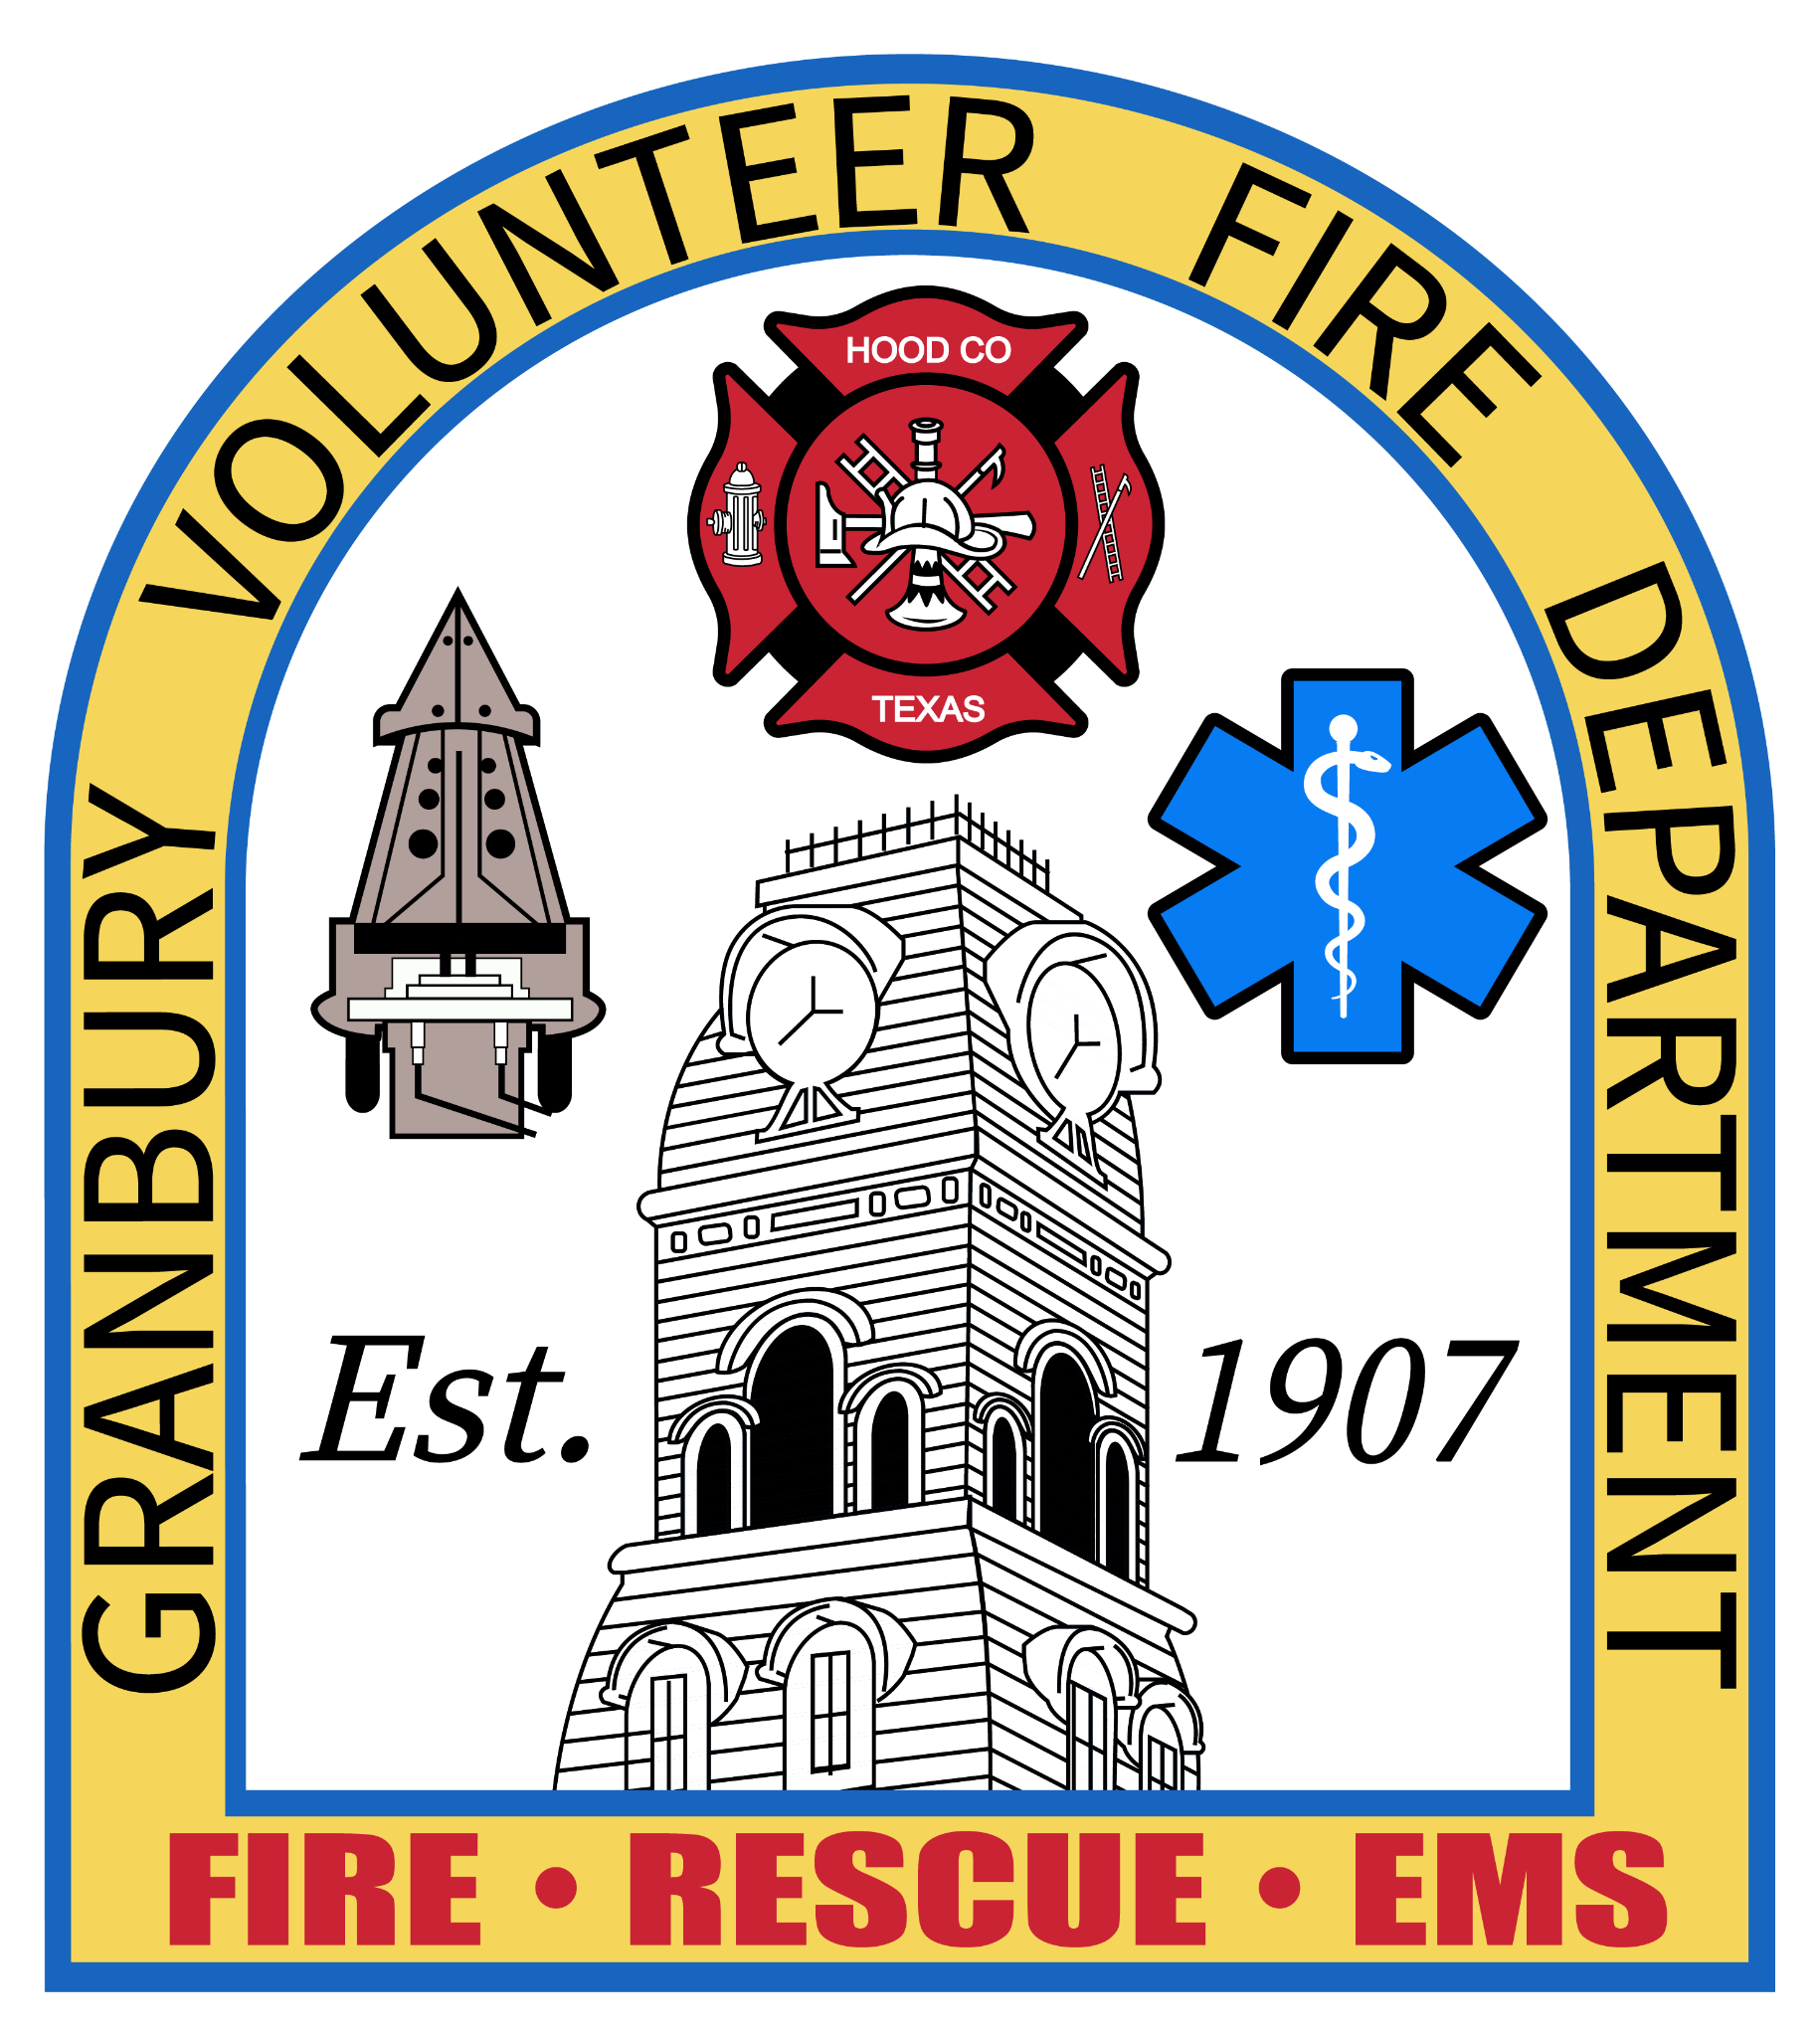 GRANBURY VOLUNTEER FIRE DEPARTMENT
HOOD CO
TEXAS
Est. 1907
FIRE • RESCUE • EMS